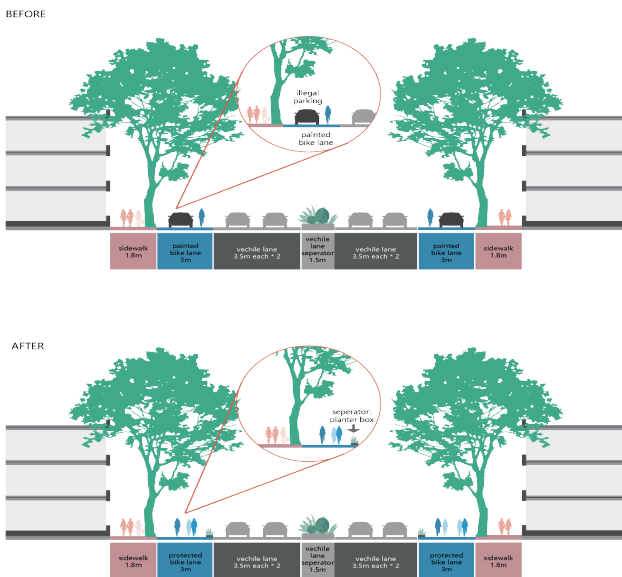 BEFORE
illegal
parking
painted
bike lane
sidewalk
1.8m
painted
bike lane
3m
vechile lane
3.5m each * 2
vechile
lane
seperator
1.5m
vechile lane
3.5m each * 2
painted
bike lane
3m
sidewalk
1.8m
AFTER
seperator:
planter box
sidewalk
1.8m
protected
bike lane
3m
vechile lane
3.5m each * 2
vechile
lane
seperator
1.5m
vechile lane
3.5m each * 2
protected
bike lane
3m
sidewalk
1.8m